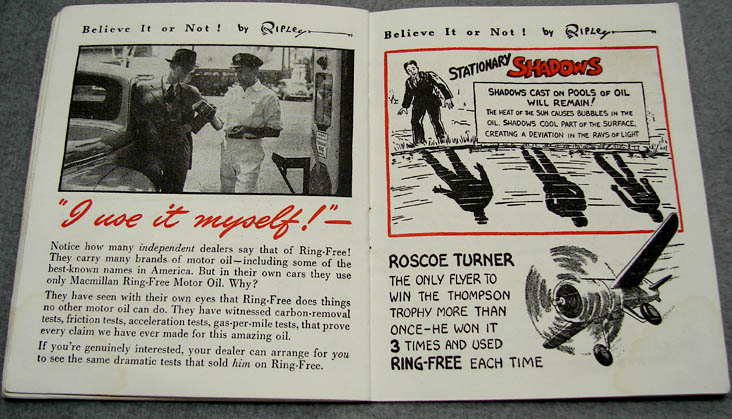 Believe It or Not! by RIPLEY
"I use it myself!"—
Notice how many independent dealers say that of Ring-Free!
They carry many brands of motor oil—including some of the
best-known names in America. But in their own cars they use
only Macmillan Ring-Free Motor Oil. Why?
They have seen with their own eyes that Ring-Free does things
no other motor oil can do. They have witnessed carbon-removal
tests, friction tests, acceleration tests, gas-per-mile tests, that prove
every claim we have ever made for this amazing oil.
If you're genuinely interested, your dealer can arrange for you
to see the same dramatic tests that sold him on Ring-Free.
Believe It or Not! by RIPLEY
STATIONARY SHADOWS
SHADOWS CAST ON POOLS OF OIL
WILL REMAIN!
THE HEAT OF THE SUN CAUSES BUBBLES IN THE
OIL. SHADOWS COOL PART OF THE SURFACE,
CREATING A DEVIATION IN THE RAYS OF LIGHT
ROSCOE TURNER
THE ONLY FLYER TO
WIN THE THOMPSON
TROPHY MORE THAN
ONCE-HE WON IT
3 TIMES AND USED
RING-FREE EACH TIME